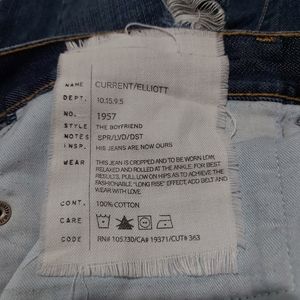 NAME CURRENT/ELLIOTT
DEPT. 10.15.9.5
NO. 1957
STYLE THE BOYFRIEND
NOTES SPR/LVD/DST
INSP. HIS JEANS ARE NOW OURS
WEAR THIS JEAN IS CROPPED AND TO BE WORN LOW,
RELAXED AND ROLLED AT THE ANKLE. FOR BEST
RESULTS, PULL LOW ON HIPS AS TO ACHIEVE THE
FASHIONABLE "LONG RISE" EFFECT. ADD BELT AND
WEAR WITH LOVE.
CONT. 100% COTTON
CARE
CODE RN# 105730/CA# 19371/CUT# 363